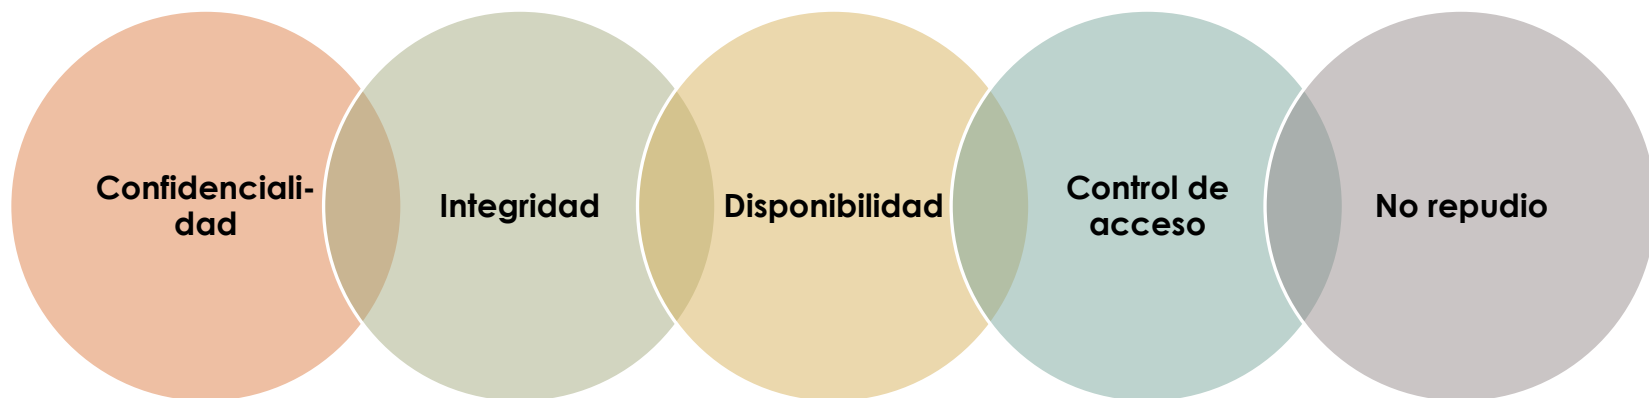 Confidenciali-
dad
Integridad
Disponibilidad
Control de
acceso
No repudio